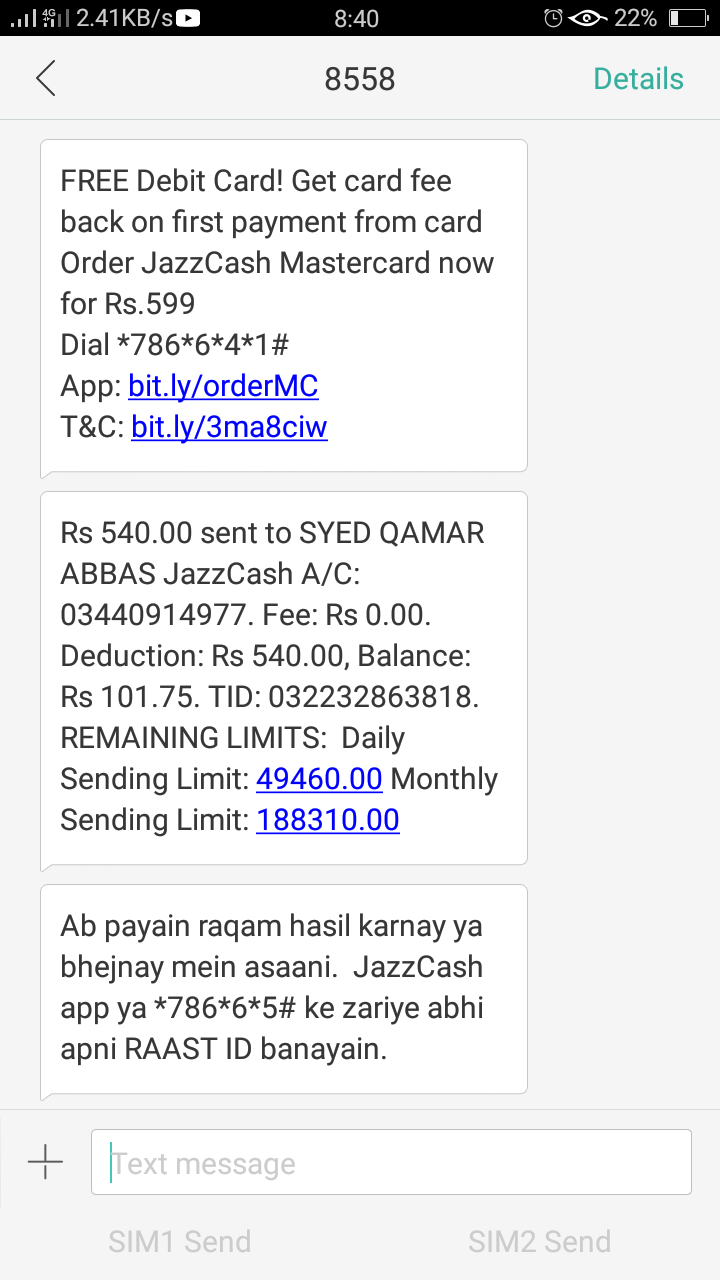 4G 2.41KB/s 8:40 22%
8558 Details
FREE Debit Card! Get card fee
back on first payment from card
Order JazzCash Mastercard now
for Rs.599
Dial *786*6*4*1#
App: bit.ly/orderMC
T&C: bit.ly/3ma8ciw
Rs 540.00 sent to SYED QAMAR
ABBAS JazzCash A/C:
03440914977. Fee: Rs 0.00.
Deduction: Rs 540.00, Balance:
Rs 101.75. TID: 032232863818.
REMAINING LIMITS:  Daily
Sending Limit: 49460.00 Monthly
Sending Limit: 188310.00
Ab payain raqam hasil karnay ya
bhejnay mein asaani.  JazzCash
app ya *786*6*5# ke zariye abhi
apni RAAST ID banayain.
Text message
SIM1 Send SIM2 Send